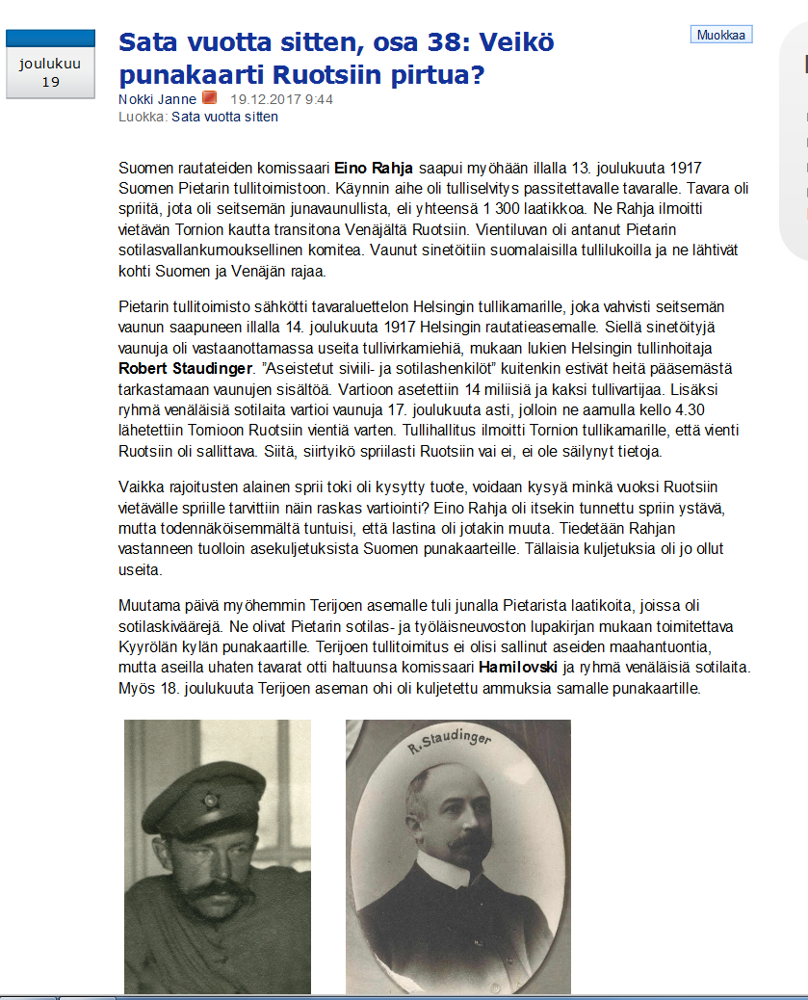 joulukuu
19
Sata vuotta sitten, osa 38: Veikö
punakaarti Ruotsiin pirtua?
Muokkaa
Nokki Janne 19.12.2017 9:44
Luokka: Sata vuotta sitten
Suomen rautateiden komissaari Eino Rahja saapui myöhään illalla 13. joulukuuta 1917
Suomen Pietarin tullitoimistoon. Käynnin aihe oli tulliselvitys passitettavalle tavaralle. Tavara oli
spriitä, jota oli seitsemän junavaunullista, eli yhteensä 1 300 laatikkoa. Ne Rahja ilmoitti
vietävän Tornion kautta transitona Venäjältä Ruotsiin. Vientiluvan oli antanut Pietarin
sotilasvallankumouksellinen komitea. Vaunut sinetöitiin suomalaisilla tullilukoilla ja ne lähtivät
kohti Suomen ja Venäjän rajaa.
Pietarin tullitoimisto sähkötti tavaraluettelon Helsingin tullikamarille, joka vahvisti seitsemän
vaunun saapuneen illalla 14. joulukuuta 1917 Helsingin rautatieasemalle. Siellä sinetöityjä
vaunuja oli vastaanottamassa useita tullivirkamiehiä, mukaan lukien Helsingin tullinhoitaja
Robert Staudinger. ”Aseistetut siviili- ja sotilashenkilöt” kuitenkin estivät heitä pääsemästä
tarkastamaan vaunujen sisältöä. Vartioon asetettiin 14 miliisiä ja kaksi tullivartijaa. Lisäksi
ryhmä venäläisiä sotilaita vartioi vaunuja 17. joulukuuta asti, jolloin ne aamulla kello 4.30
lähetettiin Tornioon Ruotsiin vientiä varten. Tullihallitus ilmoitti Tornion tullikamarille, että vienti
Ruotsiin oli sallittava. Siitä, siirtyikö spriilasti Ruotsiin vai ei, ei ole säilynyt tietoja.
Vaikka rajoitusten alainen sprii toki oli kysytty tuote, voidaan kysyä minkä vuoksi Ruotsiin
vietävälle spriille tarvittiin näin raskas vartiointi? Eino Rahja oli itsekin tunnettu spriin ystävä,
mutta todennäköisemmältä tuntuisi, että lastina oli jotakin muuta. Tiedetään Rahjan
vastanneen tuolloin asekuljetuksista Suomen punakaarteille. Tällaisia kuljetuksia oli jo ollut
useita.
Muutama päivä myöhemmin Terijoen asemalle tuli junalla Pietarista laatikoita, joissa oli
sotilaskiväärejä. Ne olivat Pietarin sotilas- ja työläisneuvoston lupakirjan mukaan toimitettava
Kyyrölän kylän punakaartille. Terijoen tullitoimitus ei olisi sallinut aseiden maahantuontia,
mutta aseilla uhaten tavarat otti haltuunsa komissaari Hamilovski ja ryhmä venäläisiä sotilaita.
Myös 18. joulukuuta Terijoen aseman ohi oli kuljetettu ammuksia samalle punakaartille.
R. Staudinger